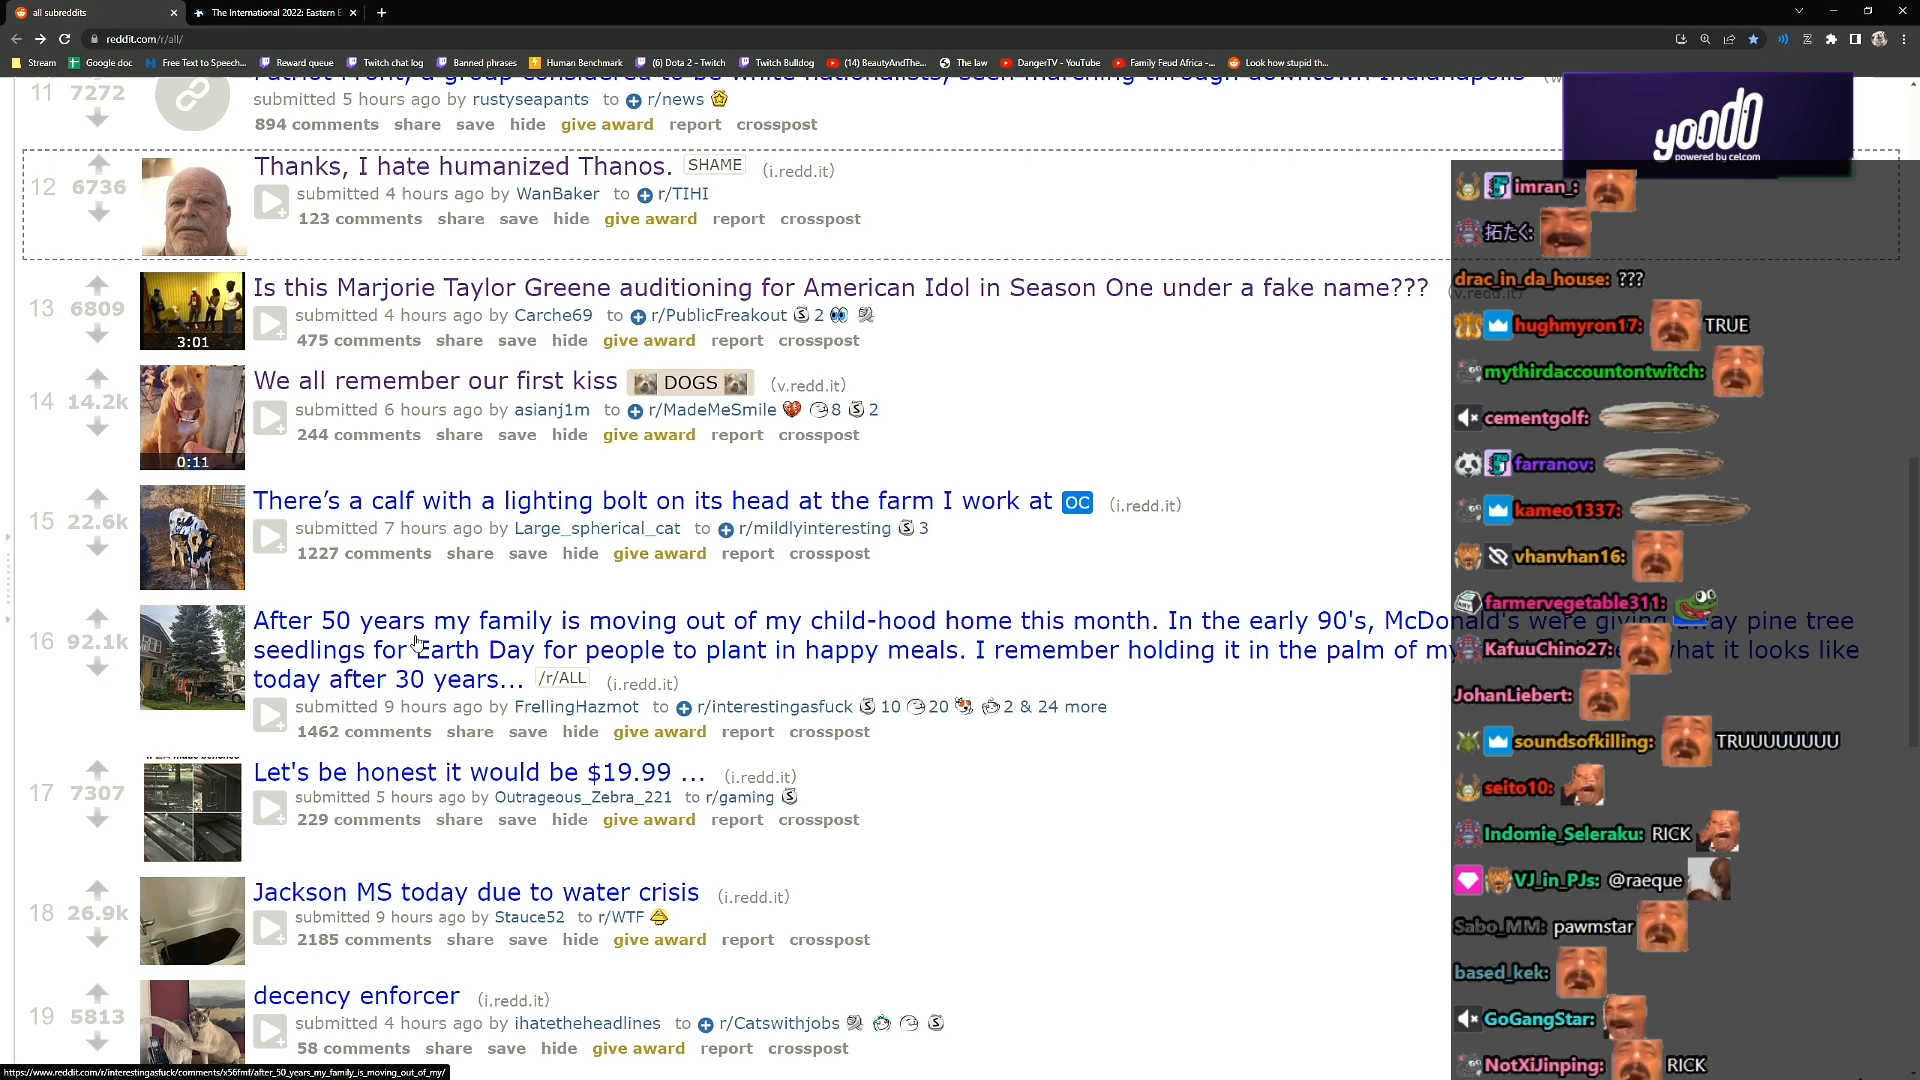 all subreddits
The International 2022: Eastern E
reddit.com/r/all/
Stream
Google doc
Free Text to Speech...
Reward queue
Twitch chat log
Banned phrases
Human Benchmark
(6) Dota 2 - Twitch
Twitch Bulldog
(14) BeautyAndThe...
The law
DangerTV - YouTube
Family Feud Africa -...
Look how stupid th...
11
7272
Patriot Front, a group considered to be white nationalists, seen marching through downtown Indianapolis
submitted 5 hours ago by rustyseapants to r/news
894 comments share save hide give award report crosspost
12
6736
Thanks, I hate humanized Thanos. SHAME (i.redd.it)
submitted 4 hours ago by WanBaker to r/TIHI
123 comments share save hide give award report crosspost
13
6809
3:01
Is this Marjorie Taylor Greene auditioning for American Idol in Season One under a fake name??? (v.redd.it)
submitted 4 hours ago by Carche69 to r/PublicFreakout 2
475 comments share save hide give award report crosspost
14
14.2k
0:11
We all remember our first kiss DOGS (v.redd.it)
submitted 6 hours ago by asianj1m to r/MadeMeSmile 8 2
244 comments share save hide give award report crosspost
15
22.6k
There’s a calf with a lighting bolt on its head at the farm I work at OC (i.redd.it)
submitted 7 hours ago by Large_spherical_cat to r/mildlyinteresting 3
1227 comments share save hide give award report crosspost
16
92.1k
After 50 years my family is moving out of my child-hood home this month. In the early 90's, McDonald's were giving away pine tree
seedlings for Earth Day for people to plant in happy meals. I remember holding it in the palm of my what it looks like
today after 30 years... /r/ALL (i.redd.it)
submitted 9 hours ago by FrellingHazmot to r/interestingasfuck 10 20 2 & 24 more
1462 comments share save hide give award report crosspost
17
7307
Let's be honest it would be $19.99 ... (i.redd.it)
submitted 5 hours ago by Outrageous_Zebra_221 to r/gaming
229 comments share save hide give award report crosspost
18
26.9k
Jackson MS today due to water crisis (i.redd.it)
submitted 9 hours ago by Stauce52 to r/WTF
2185 comments share save hide give award report crosspost
19
5813
decency enforcer (i.redd.it)
submitted 4 hours ago by ihatetheheadlines to r/Catswithjobs
58 comments share save hide give award report crosspost
https://www.reddit.com/r/interestingasfuck/comments/x56fmf/after_50_years_my_family_is_moving_out_of_my/
yoodo
powered by celcom
imran_:
拓たく:
drac_in_da_house: ???
hughmyron17: TRUE
mythirdaccountontwitch:
cementgolf:
farranov:
kameo1337:
vhanvhan16:
farmervegetable311:
KafuuChino27:
JohanLiebert:
soundsofkilling: TRUUUUUUUU
seito10:
Indomie_Seleraku: RICK
VJ_in_PJs: @raeque
Sabo_MM: pawmstar
based_kek:
GoGangStar:
NotXiJinping: RICK